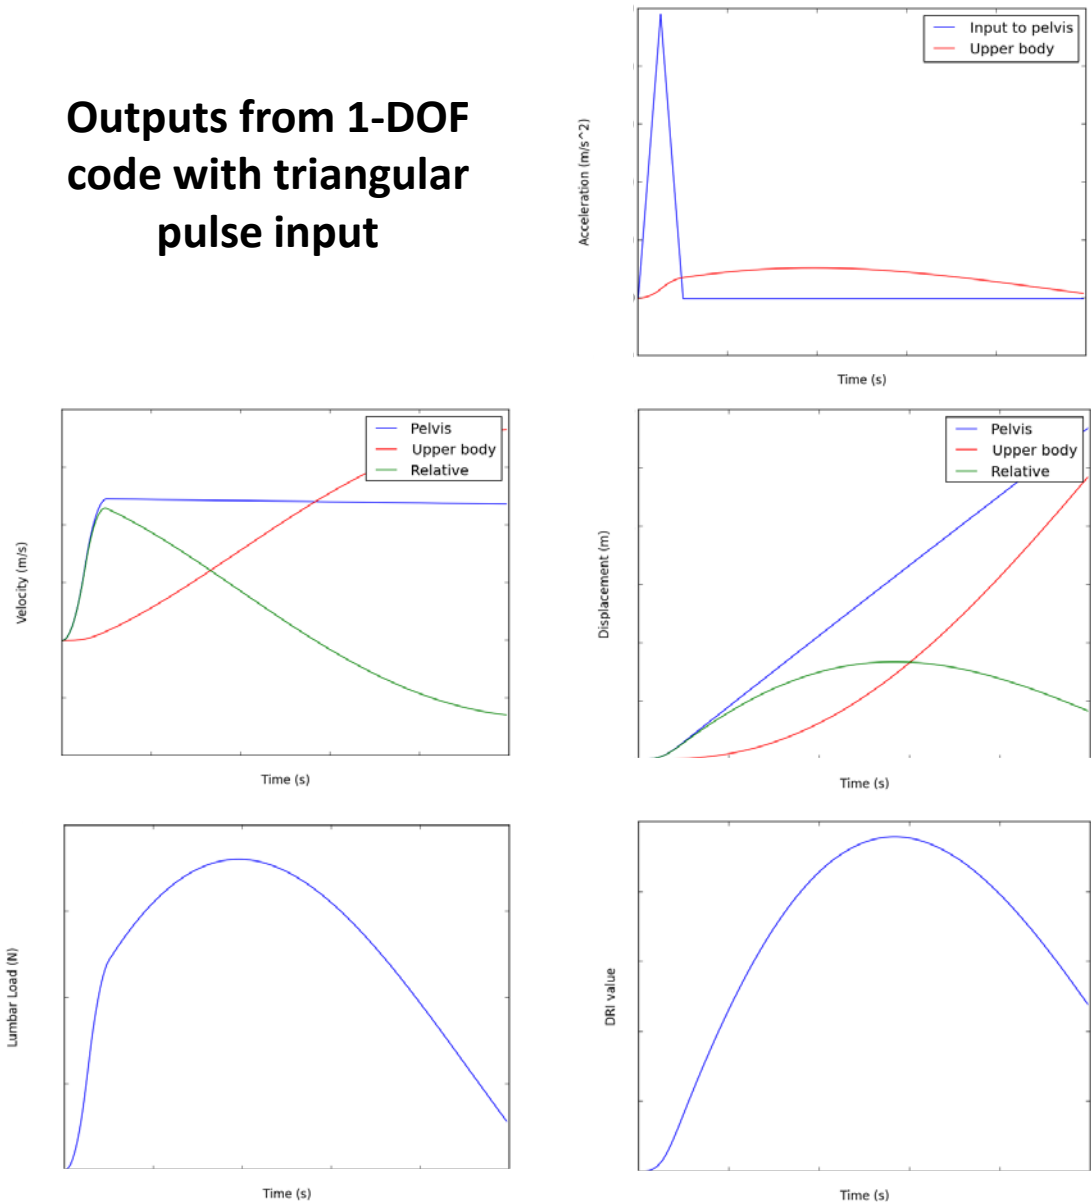 Outputs from 1-DOF
code with triangular
pulse input
Input to pelvis
Upper body
Acceleration (m/s^2)
Time (s)
Pelvis
Upper body
Relative
Velocity (m/s)
Time (s)
Pelvis
Upper body
Relative
Displacement (m)
Time (s)
Lumbar Load (N)
Time (s)
DRI value
Time (s)